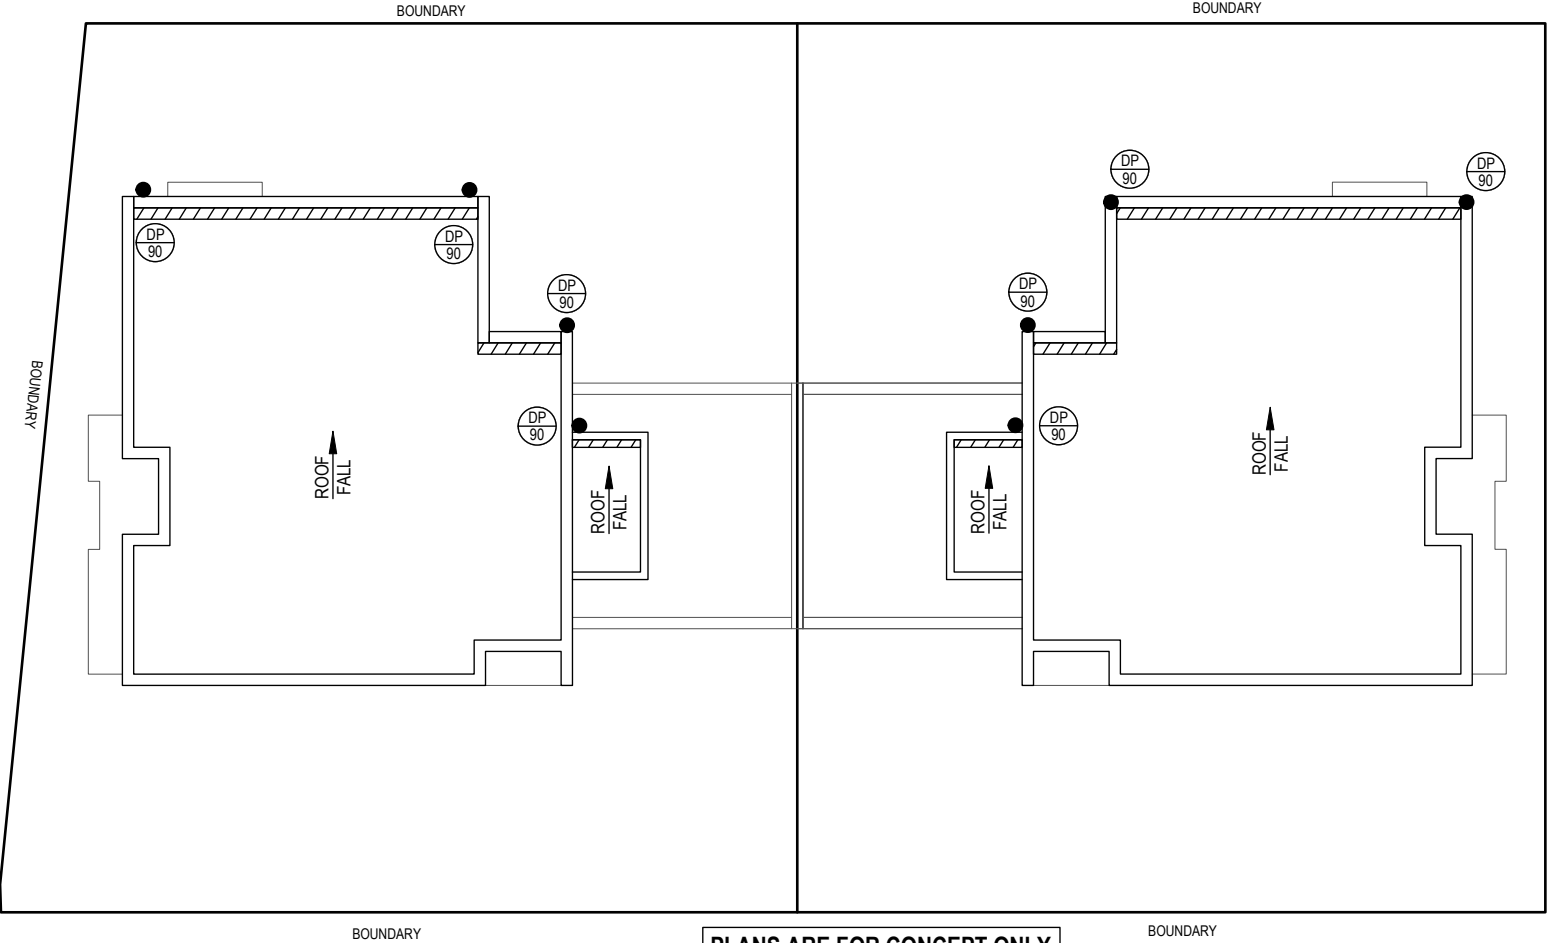 BOUNDARY
BOUNDARY
DP
90
DP
90
DP
90
DP
90
DP
90
DP
90
BOUNDARY
DP
90
DP
90
ROOF
FALL
ROOF
FALL
ROOF
FALL
ROOF
FALL
BOUNDARY
BOUNDARY
PLANS ARE FOR CONCEPT ONLY